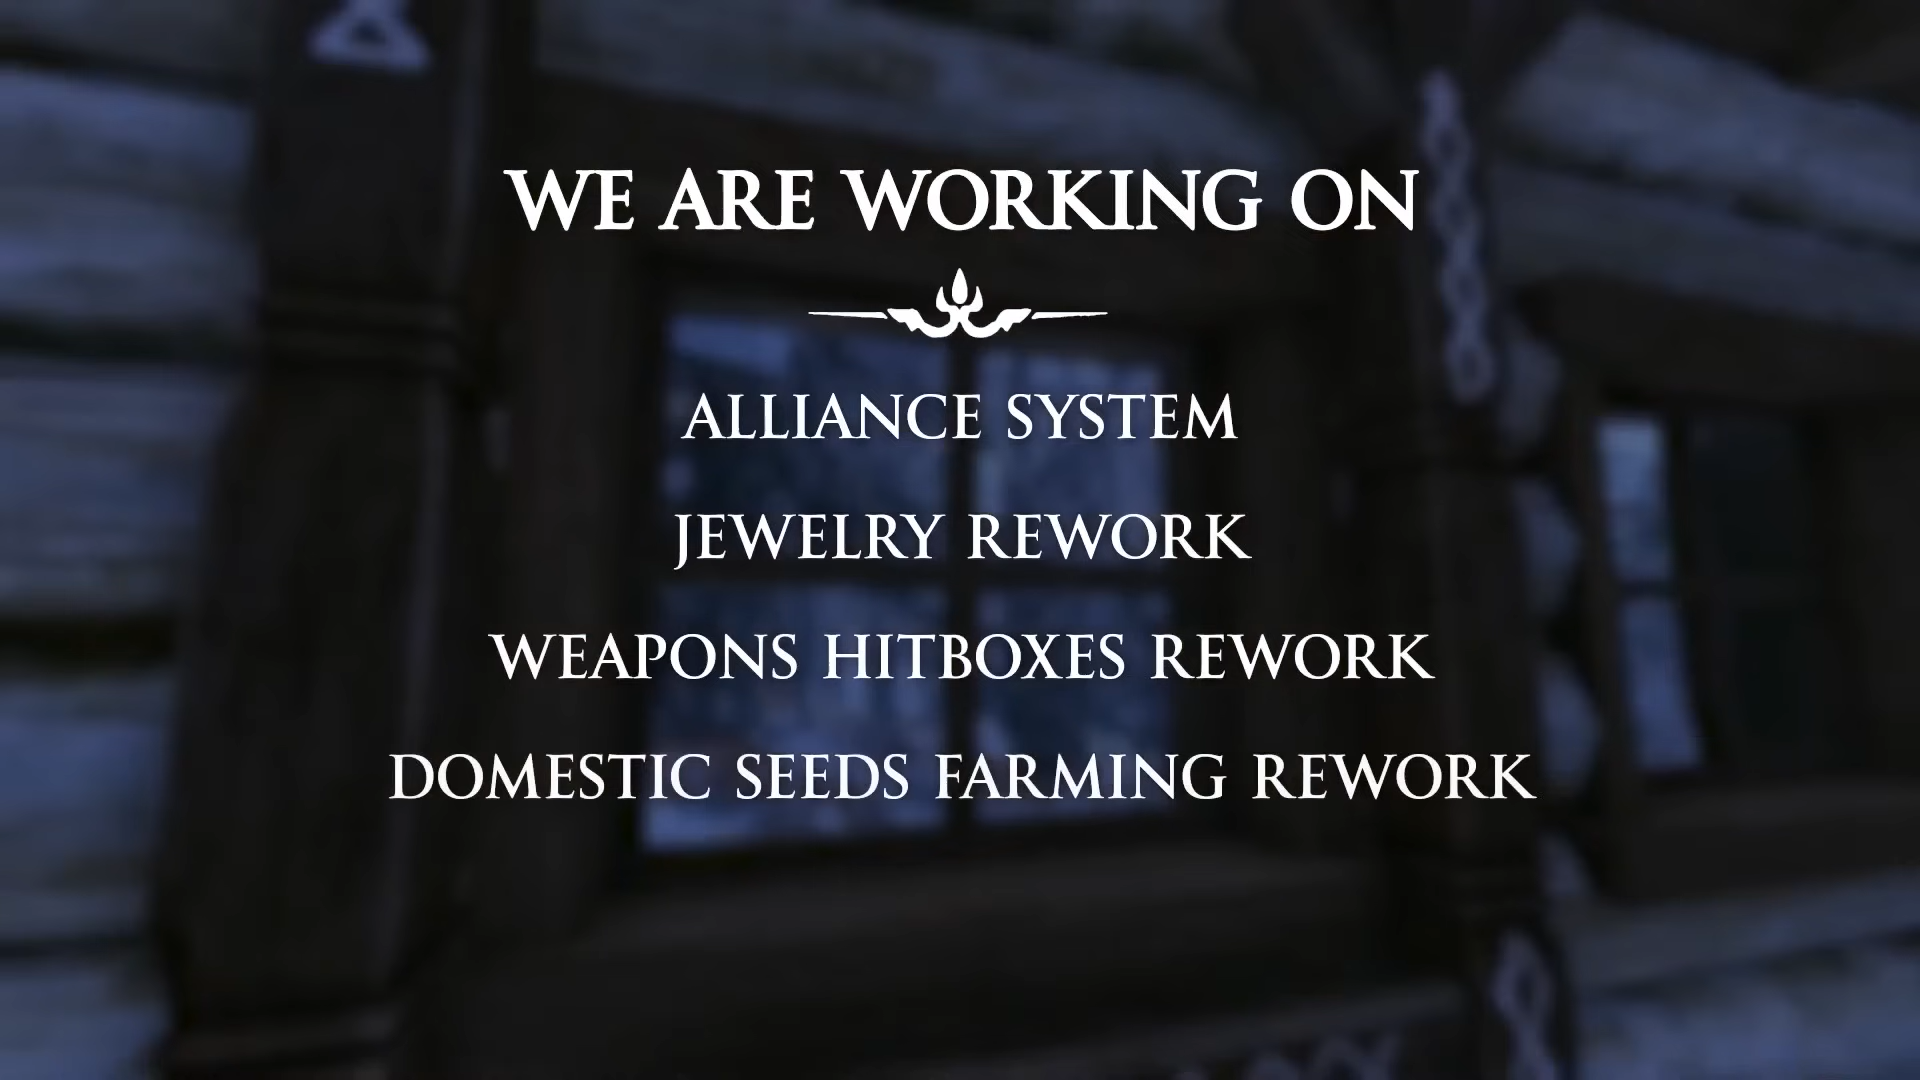 WE ARE WORKING ON
ALLIANCE SYSTEM
JEWELRY REWORK
WEAPONS HITBOXES REWORK
DOMESTIC SEEDS FARMING REWORK